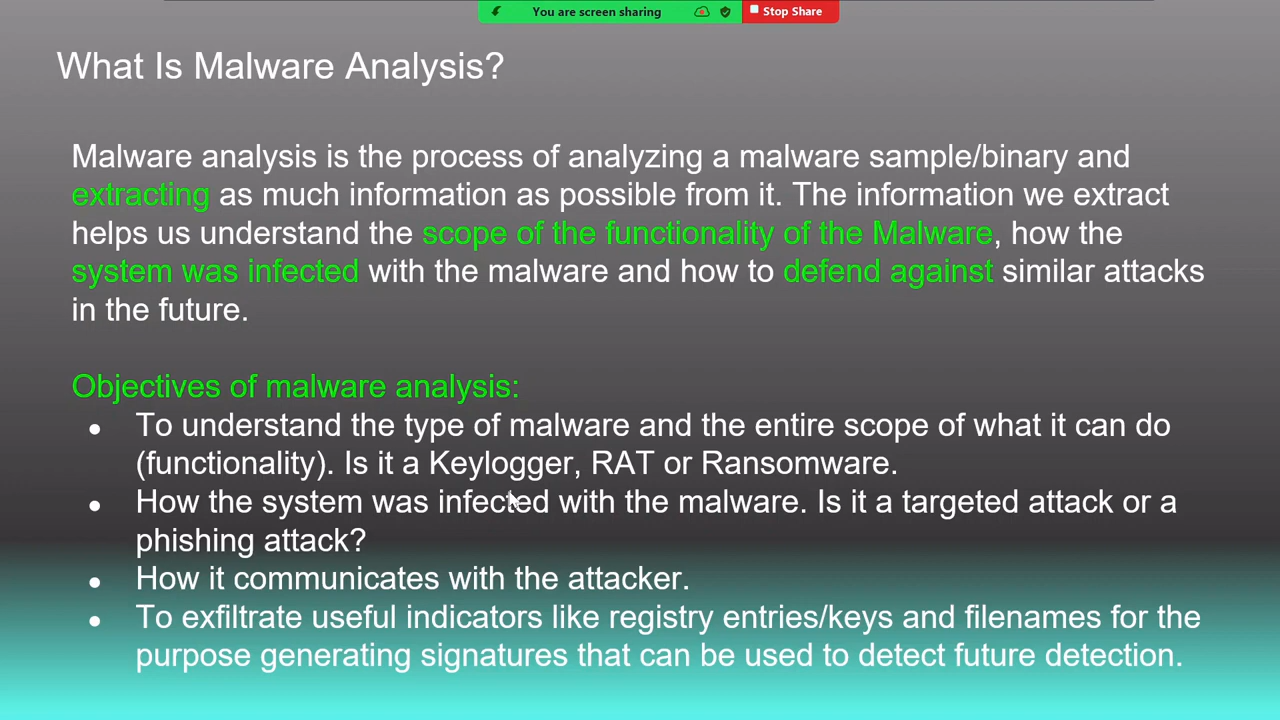 You are screen sharing
Stop Share
What Is Malware Analysis?
Malware analysis is the process of analyzing a malware sample/binary and
extracting as much information as possible from it. The information we extract
helps us understand the scope of the functionality of the Malware, how the
system was infected with the malware and how to defend against similar attacks
in the future.
Objectives of malware analysis:
● To understand the type of malware and the entire scope of what it can do
(functionality). Is it a Keylogger, RAT or Ransomware.
● How the system was infected with the malware. Is it a targeted attack or a
phishing attack?
● How it communicates with the attacker.
● To exfiltrate useful indicators like registry entries/keys and filenames for the
purpose generating signatures that can be used to detect future detection.